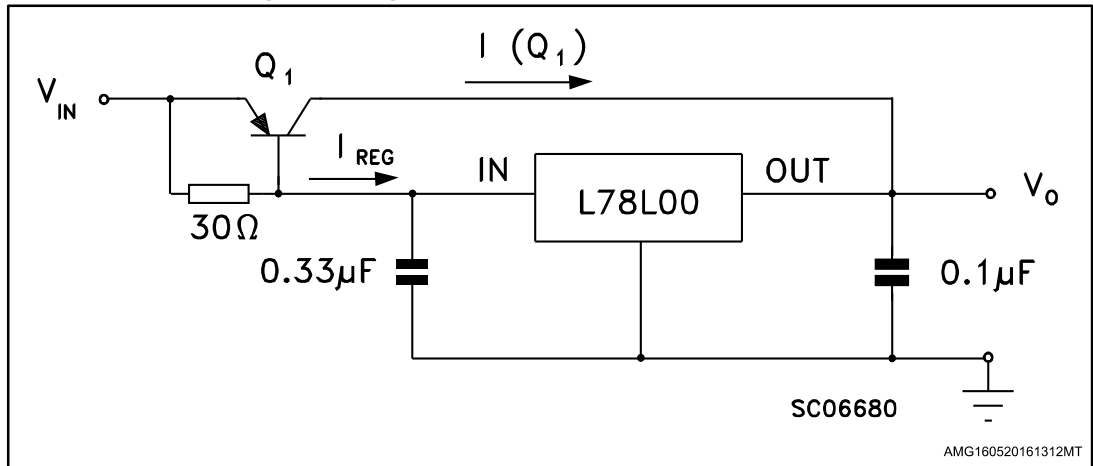 I (Q1)
Q1
VIN
IREG
IN
OUT
L78L00
VO
30Ω
0.33µF
0.1µF
SC06680
AMG160520161312MT